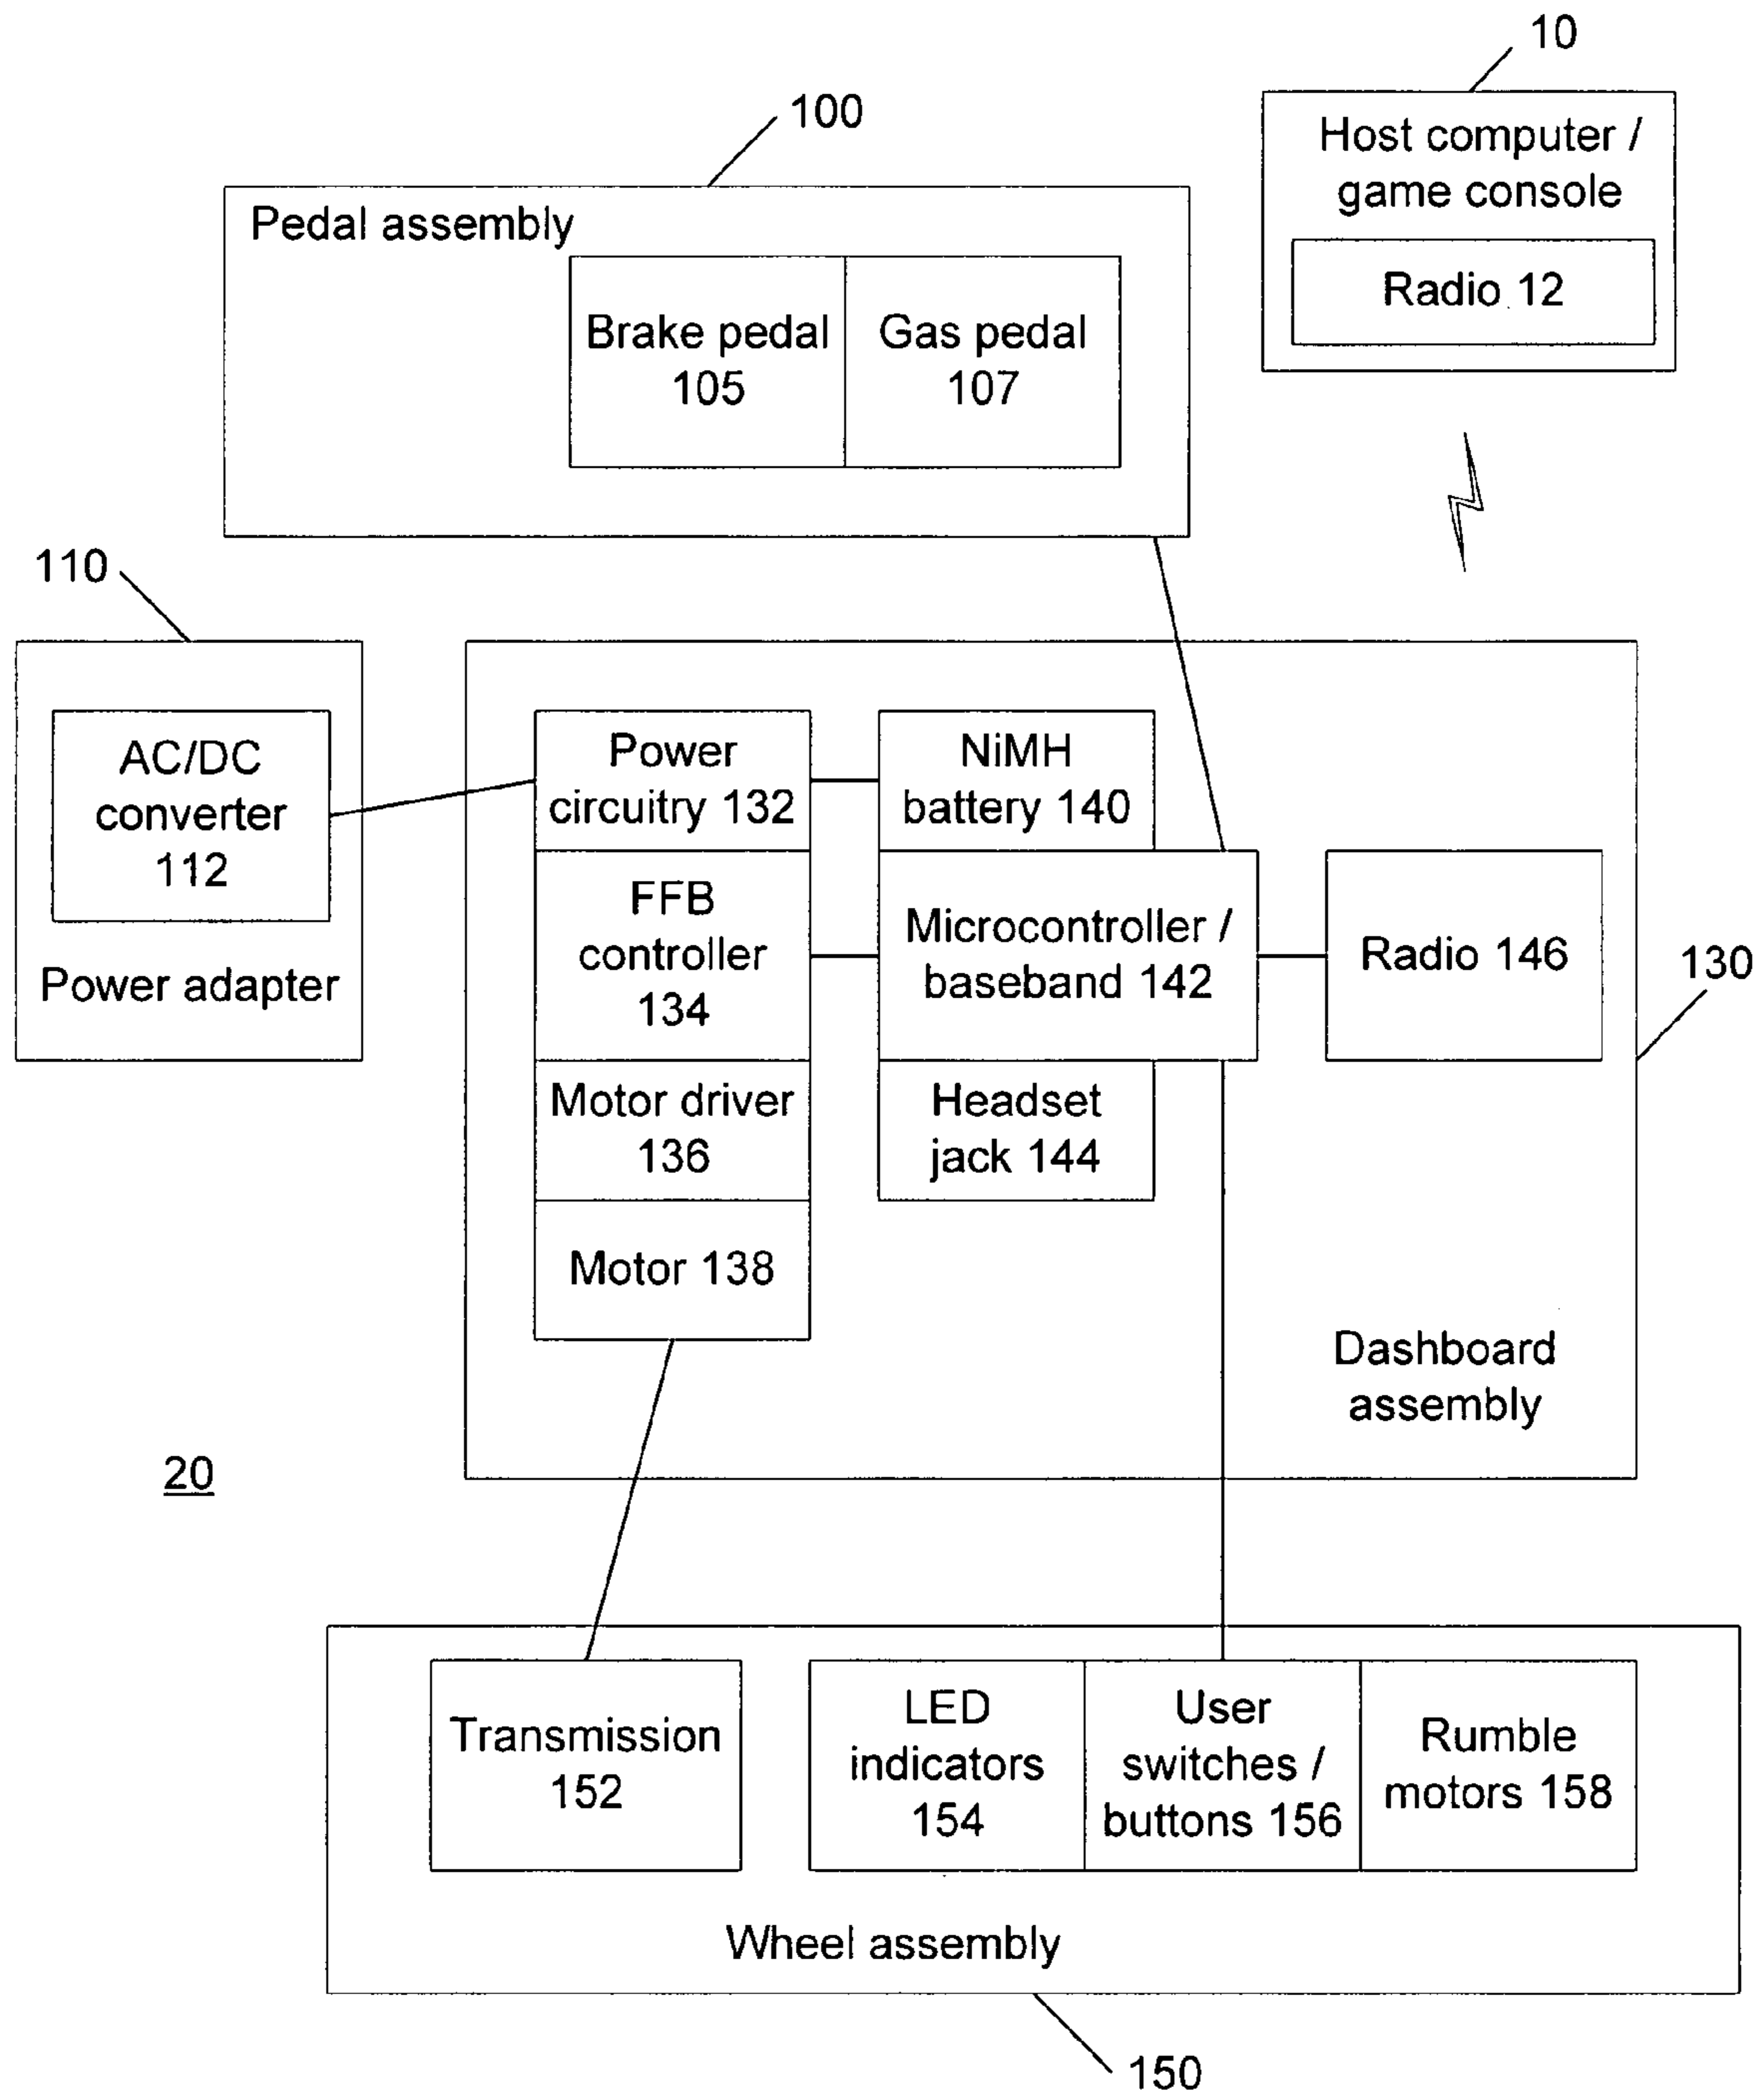 10
Host computer /
game console
Radio 12
100
Pedal assembly
Brake pedal
105
Gas pedal
107
110
AC/DC
converter
112
Power adapter
Power
circuitry 132
NiMH
battery 140
FFB
controller
134
Microcontroller /
baseband 142
Radio 146
130
Motor driver
136
Headset
jack 144
Motor 138
Dashboard
assembly
20
Transmission
152
LED
indicators
154
User
switches /
buttons 156
Rumble
motors 158
Wheel assembly
150